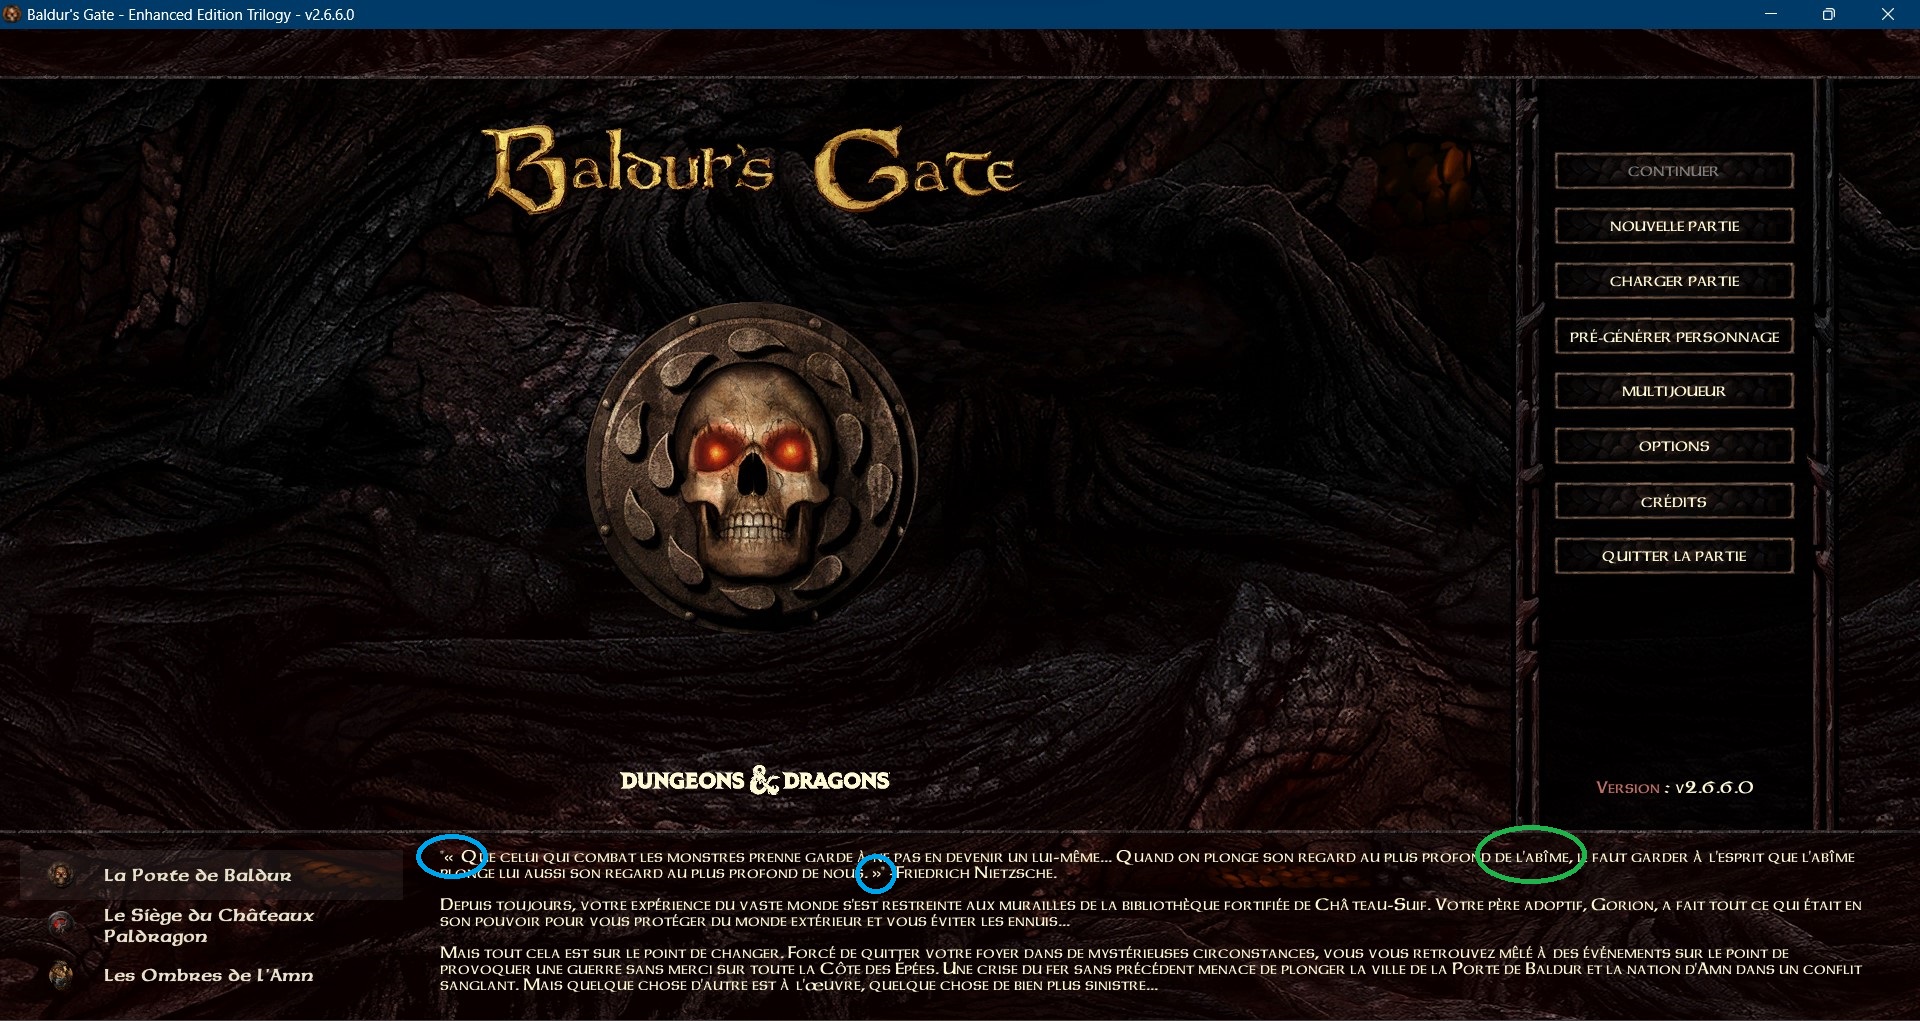 Baldur's Gate - Enhanced Edition Trilogy - v2.6.6.0
Baldur's Gate
CONTINUER
NOUVELLE PARTIE
CHARGER PARTIE
PRÉ-GÉNÉRER PERSONNAGE
MULTIJOUEUR
OPTIONS
CRÉDITS
QUITTER LA PARTIE
DUNGEONS & DRAGONS
Version : v2.6.6.0
La Porte de Baldur
Le Siège du Châteaux
Paldragon
Les Ombres de l'Amn
"« Que celui qui combat les monstres prenne garde à ne pas en devenir un lui-même... Quand on plonge son regard au plus profond de l'abîme, il faut garder à l'esprit que l'abîme
plonge lui aussi son regard au plus profond de nous. »" -Friedrich Nietzsche.
Depuis toujours, votre expérience du vaste monde s'est restreinte aux murailles de la bibliothèque fortifiée de Château-Suif. Votre père adoptif, Gorion, a fait tout ce qui était en
son pouvoir pour vous protéger du monde extérieur et vous éviter les ennuis...
Mais tout cela est sur le point de changer. Forcé de quitter votre foyer dans de mystérieuses circonstances, vous vous retrouvez mêlé à des événements sur le point de
provoquer une guerre sans merci sur toute la Côte des Épées. Une crise du fer sans précédent menace de plonger la ville de la Porte de Baldur et la nation d'Amn dans un conflit
sanglant. Mais quelque chose d'autre est à l'œuvre, quelque chose de bien plus sinistre...